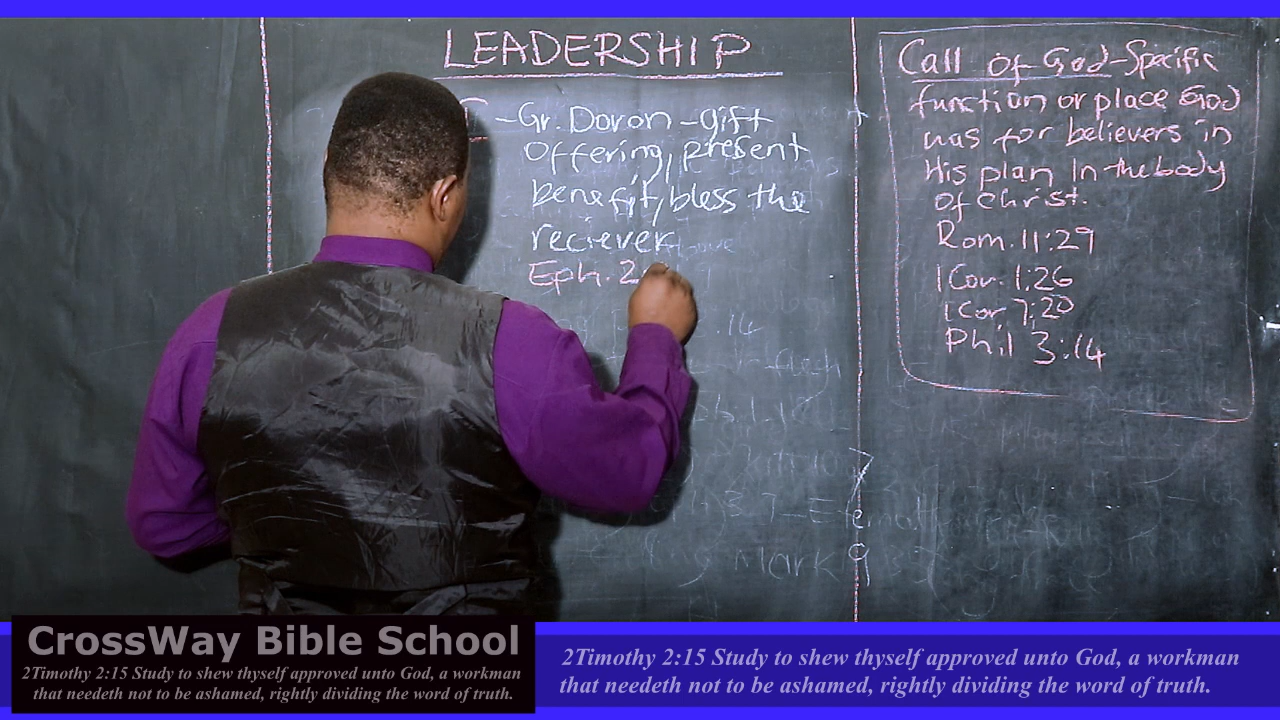 LEADERSHIP
T - Gr. Doron - gift
Offering, present
benefit, bless the
reciever
Eph. 2
Call of God - Specific
function or place God
has for believers in
His plan In the body
of Christ.
Rom. 11:29
1Cor. 1:26
1Cor 7:20
Phil 3:14
CrossWay Bible School
2Timothy 2:15 Study to shew thyself approved unto God, a workman
that needeth not to be ashamed, rightly dividing the word of truth.
2Timothy 2:15 Study to shew thyself approved unto God, a workman
that needeth not to be ashamed, rightly dividing the word of truth.